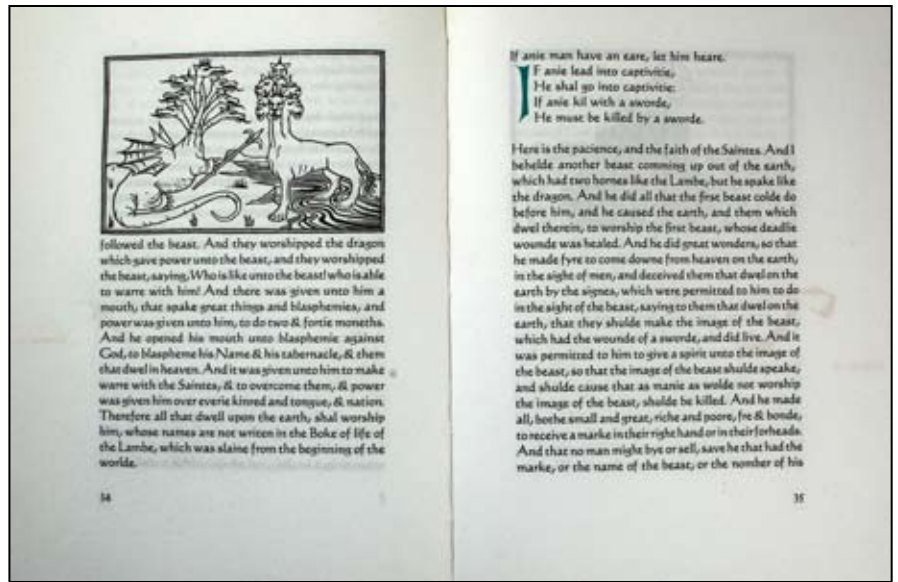 followed the beast. And they worshipped the dragon
which gave power unto the beast, and they worshipped
the beast, saying, Who is like unto the beast! who is able
to warre with him! And there was given unto him a
mouth, that spake great things and blasphemies, and
power was given unto him, to do two & fortie moneths.
And he opened his mouth unto blasphemie against
God, to blaspheme his Name & his tabernacle, & them
that dwel in heaven. And it was given unto him to make
warre with the Saintes, & to overcome them, & power
was given him over everie kinred and tongue, & nation.
Therefore all that dwell upon the earth, shal worship
him, whose names are not writen in the Boke of life of
the Lambe, which was slaine from the beginning of the
worlde.
34
If anie man have an eare, let him heare.
IF anie lead into captivitie,
He shal go into captivitie:
If anie kil with a sworde,
He must be killed by a sworde.
Here is the pacience, and the faith of the Saintes. And I
behelde another beast comming up out of the earth,
which had two hornes like the Lambe, but he spake like
the dragon. And he did all that the first beast colde do
before him, and he caused the earth, and them which
dwel therein, to worship the first beast, whose deadlie
wounde was healed. And he did great wonders, so that
he made fyre to come downe from heaven on the earth,
in the sight of men, and deceived them that dwel on the
earth by the signes, which were permitted to him to do
in the sight of the beast, saying to them that dwel on the
earth, that they shulde make the image of the beast,
which had the wounde of a sworde, and did live. And it
was permitted to him to give a spirit unto the image of
the beast, so that the image of the beast shulde speake,
and shulde cause that as manie as wolde not worship
the image of the beast, shulde be killed. And he made
all, bothe small and great, riche and poore, fre & bonde,
to receive a marke in their right hand or in their forheads.
And that no man might bye or sell, save he that had the
marke, or the name of the beast, or the nomber of his
35